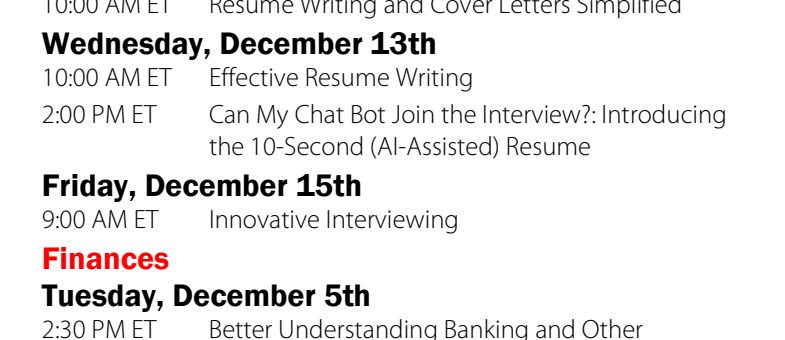 10:00 AM ET Resume Writing and Cover Letters Simplified
Wednesday, December 13th
10:00 AM ET Effective Resume Writing
2:00 PM ET Can My Chat Bot Join the Interview?: Introducing
the 10-Second (AI-Assisted) Resume
Friday, December 15th
9:00 AM ET Innovative Interviewing
Finances
Tuesday, December 5th
2:30 PM ET Better Understanding Banking and Other